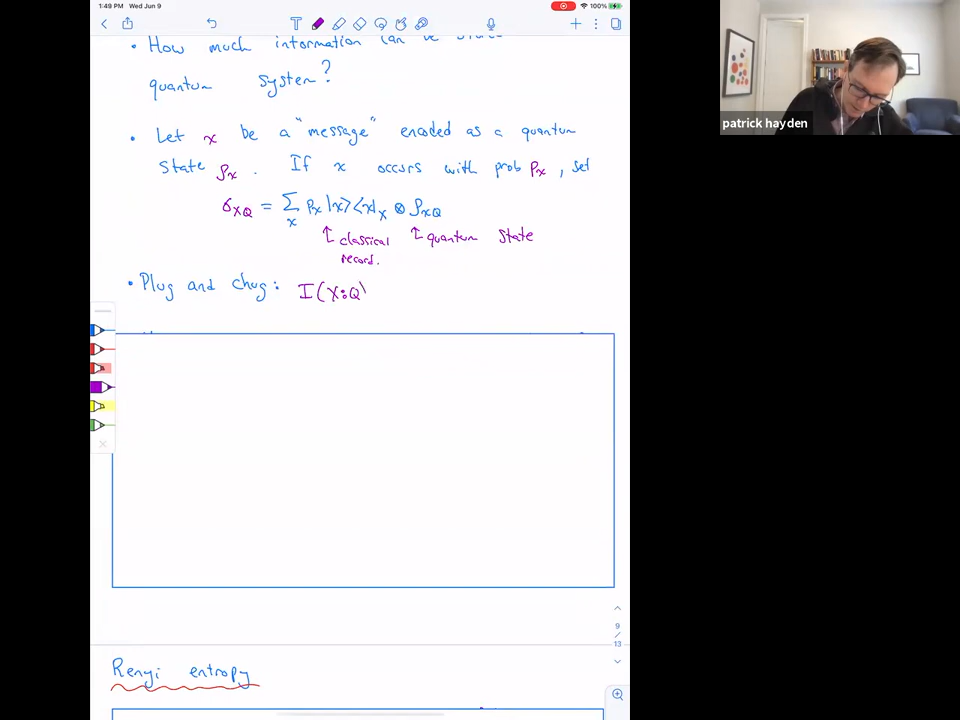 1:49 PM Wed Jun 9
100%
• How much information can be
quantum system?
• Let x be a "message" encoded as a quantum
state ρx. If x occurs with prob px, set
σXQ = Σx px |x><x|X ⊗ ρxQ
↑ classical record.
↑ quantum state
• Plug and chug: I(X:Q)
9
/
13
Renyi entropy
patrick hayden